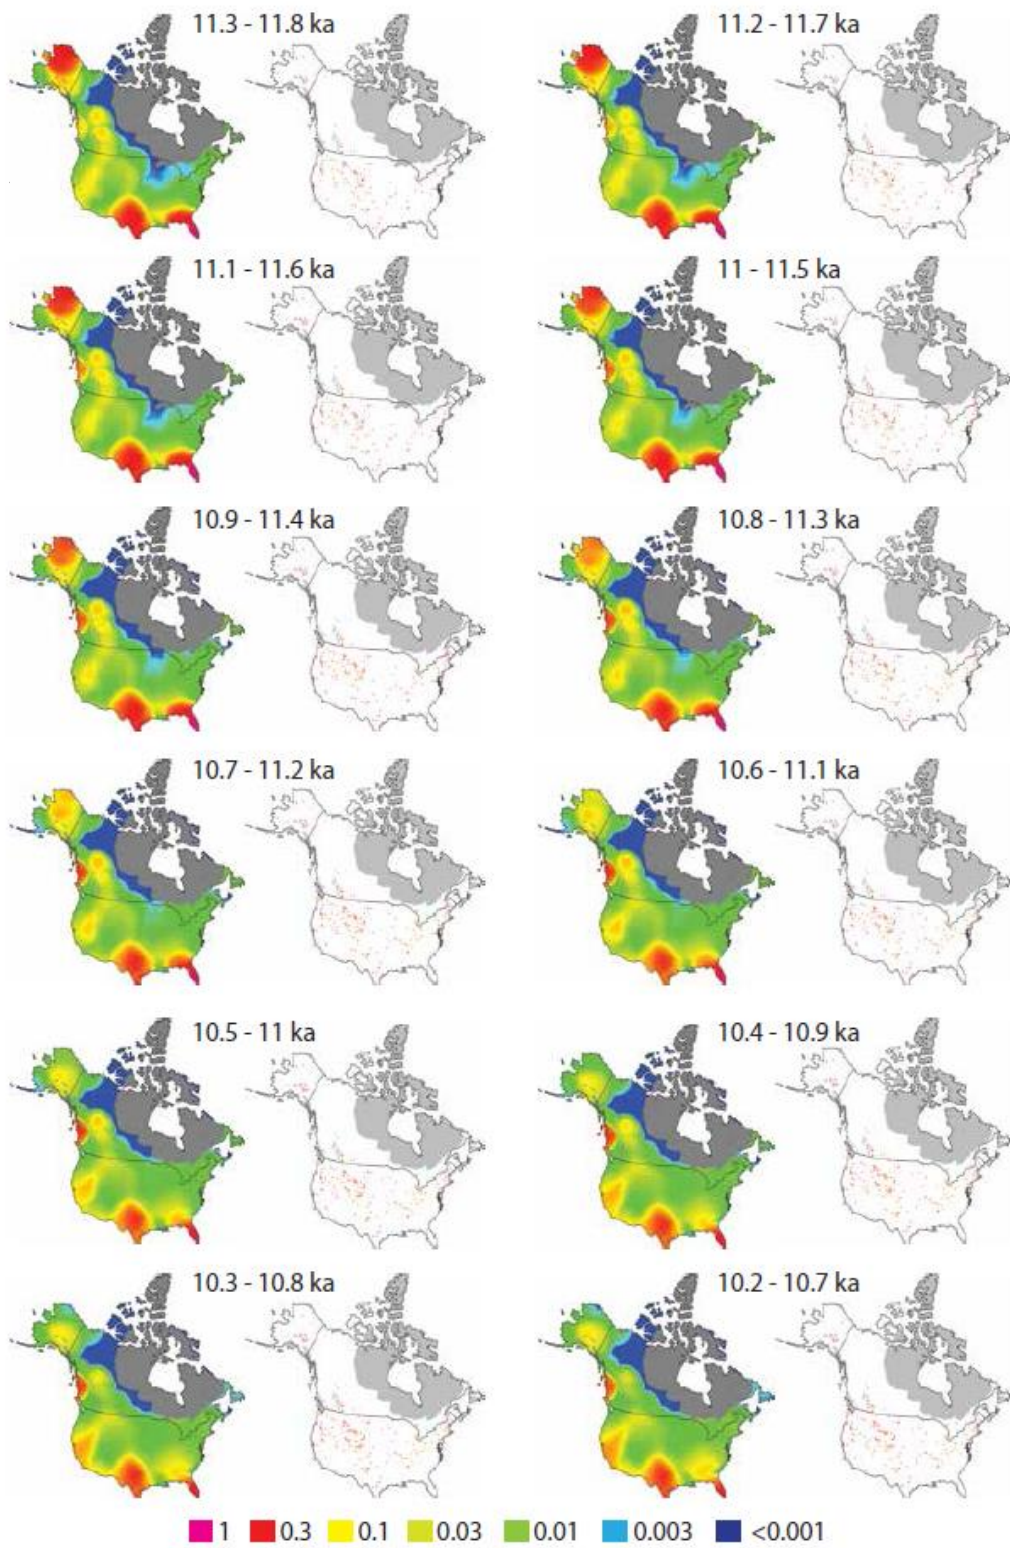 11.3 - 11.8 ka
11.2 - 11.7 ka
11.1 - 11.6 ka
11 - 11.5 ka
10.9 - 11.4 ka
10.8 - 11.3 ka
10.7 - 11.2 ka
10.6 - 11.1 ka
10.5 - 11 ka
10.4 - 10.9 ka
10.3 - 10.8 ka
10.2 - 10.7 ka
1 0.3 0.1 0.03 0.01 0.003 <0.001